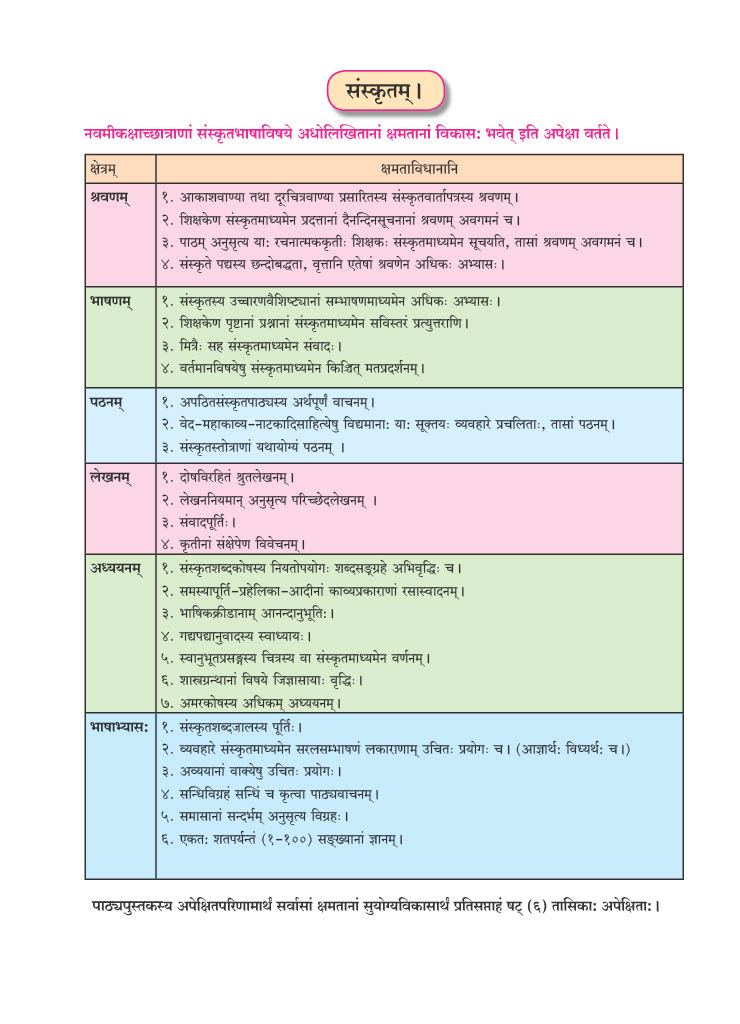 संस्कृतम्।
नवमीकक्षाच्छात्राणां संस्कृतभाषाविषये अधोलिखितानां क्षमतानां विकासः भवेत् इति अपेक्षा वर्तते।
क्षेत्रम् क्षमताविधानानि
श्रवणम् १. आकाशवाण्या तथा दूरचित्रवाण्या प्रसारितस्य संस्कृतवार्तापत्रस्य श्रवणम्।
२. शिक्षकेण संस्कृतमाध्यमेन प्रदत्तानां दैनन्दिनसूचनानां श्रवणम् अवगमनं च।
३. पाठम् अनुसृत्य याः रचनात्मककृतीः शिक्षकः संस्कृतमाध्यमेन सूचयति, तासां श्रवणम् अवगमनं च।
४. संस्कृते पद्यस्य छन्दोबद्धता, वृत्तानि एतेषां श्रवणेन अधिकः अभ्यासः।
भाषणम् १. संस्कृतस्य उच्चारणवैशिष्ट्यानां सम्भाषणमाध्यमेन अधिकः अभ्यासः।
२. शिक्षकेण पृष्टानां प्रश्नानां संस्कृतमाध्यमेन सविस्तरं प्रत्युत्तराणि।
३. मित्रैः सह संस्कृतमाध्यमेन संवादः।
४. वर्तमानविषयेषु संस्कृतमाध्यमेन किञ्चित् मतप्रदर्शनम्।
पठनम् १. अपठितसंस्कृतपाठ्यस्य अर्थपूर्णं वाचनम्।
२. वेद-महाकाव्य-नाटकादिसाहित्येषु विद्यमानाः याः सूक्तयः व्यवहारे प्रचलिताः, तासां पठनम्।
३. संस्कृतस्तोत्राणां यथायोग्यं पठनम् ।
लेखनम् १. दोषविरहितं श्रुतलेखनम्।
२. लेखननियमान् अनुसृत्य परिच्छेदलेखनम् ।
३. संवादपूर्तिः।
४. कृतीनां संक्षेपेण विवेचनम्।
अध्ययनम् १. संस्कृतशब्दकोषस्य नियतोपयोगः शब्दसङ्ग्रहे अभिवृद्धिः च।
२. समस्यापूर्ति-प्रहेलिका-आदीनां काव्यप्रकाराणां रसास्वादनम्।
३. भाषिकक्रीडानाम् आनन्दानुभूतिः।
४. गद्यपद्यानुवादस्य स्वाध्यायः।
५. स्वानुभूतप्रसङ्गस्य चित्रस्य वा संस्कृतमाध्यमेन वर्णनम्।
६. शास्त्रग्रन्थानां विषये जिज्ञासायाः वृद्धिः।
७. अमरकोषस्य अधिकम् अध्ययनम्।
भाषाभ्यासः १. संस्कृतशब्दजालस्य पूर्तिः।
२. व्यवहारे संस्कृतमाध्यमेन सरलसम्भाषणं लकाराणाम् उचितः प्रयोगः च। (आज्ञार्थः विध्यर्थः च।)
३. अव्ययानां वाक्येषु उचितः प्रयोगः।
४. सन्धिविग्रहं सन्धिं च कृत्वा पाठ्यवाचनम्।
५. समासानां सन्दर्भम् अनुसृत्य विग्रहः।
६. एकतः शतपर्यन्तं (१-१००) सङ्ख्यानां ज्ञानम्।
पाठ्यपुस्तकस्य अपेक्षितपरिणामार्थं सर्वासां क्षमतानां सुयोग्यविकासार्थं प्रतिसप्ताहं षट् (६) तासिकाः अपेक्षिताः।